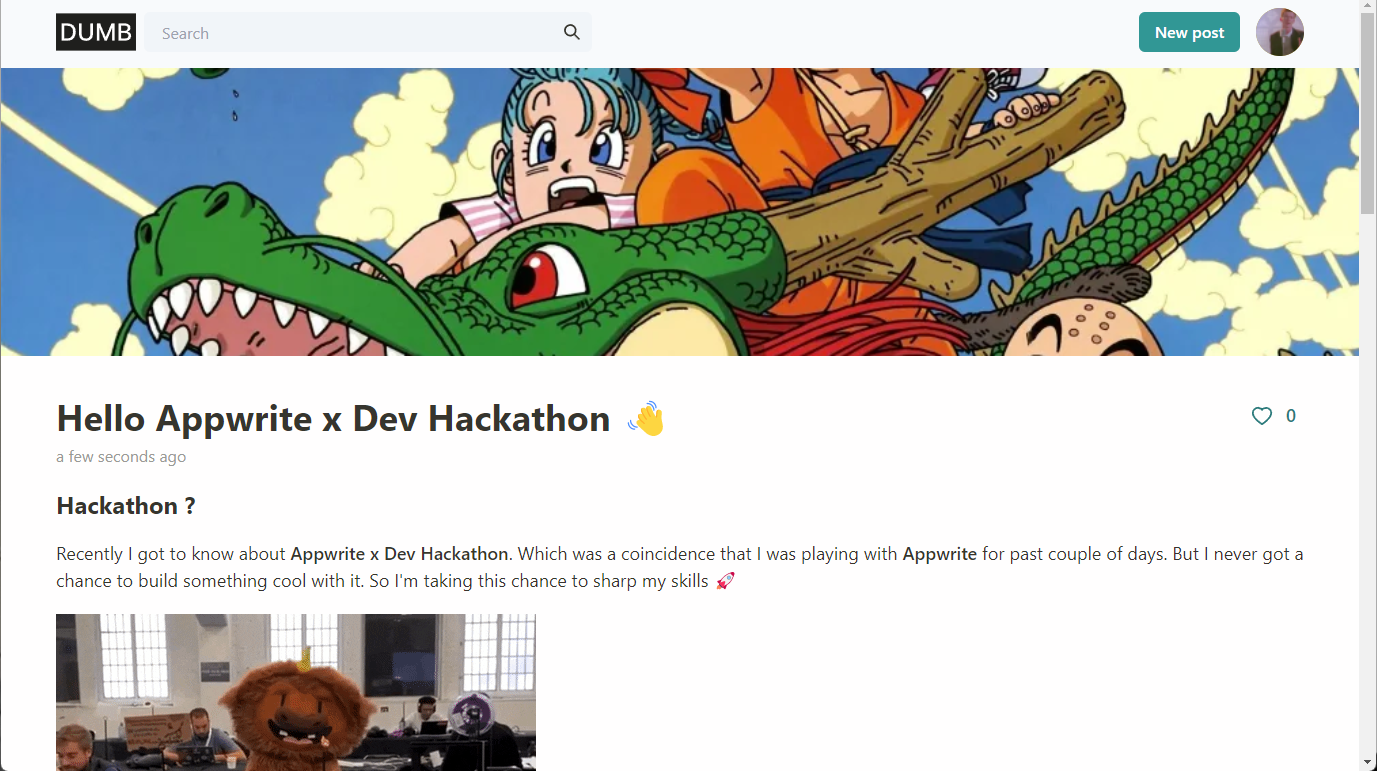 DUMB
Search
New post
Hello Appwrite x Dev Hackathon 👋
0
a few seconds ago
Hackathon ?
Recently I got to know about Appwrite x Dev Hackathon. Which was a coincidence that I was playing with Appwrite for past couple of days. But I never got a
chance to build something cool with it. So I'm taking this chance to sharp my skills 🚀